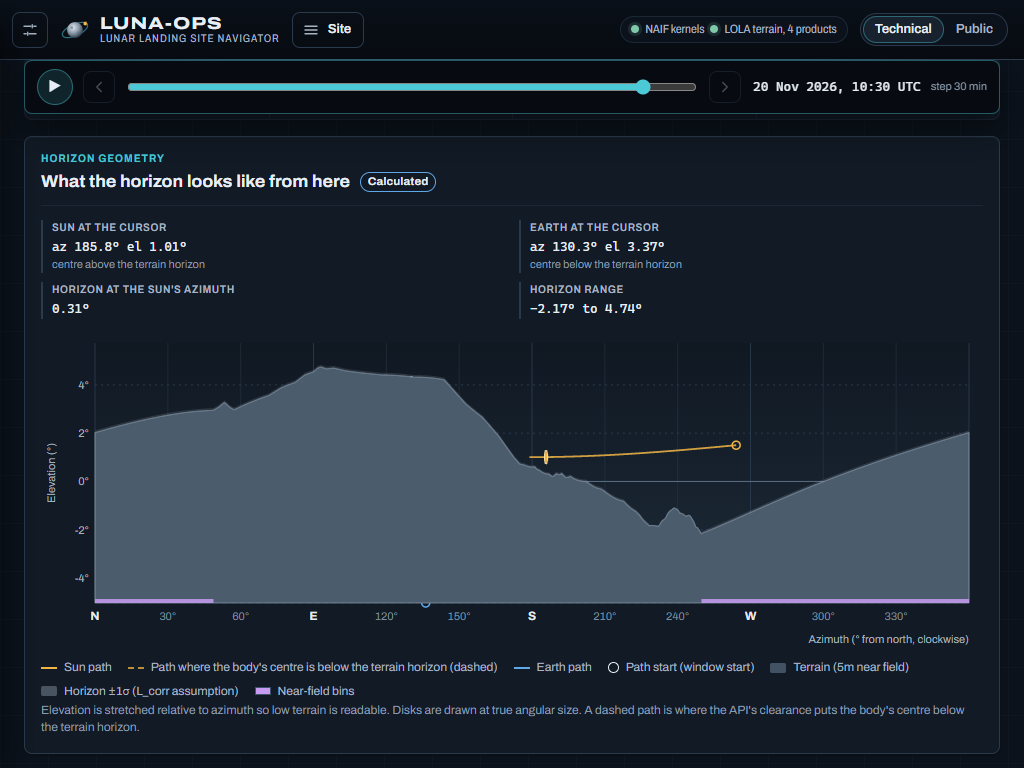 LUNA-OPS
LUNAR LANDING SITE NAVIGATOR
Site
NAIF kernels LOLA terrain, 4 products
Technical Public
20 Nov 2026, 10:30 UTC step 30 min
HORIZON GEOMETRY
What the horizon looks like from here Calculated
SUN AT THE CURSOR
az 185.8° el 1.01°
centre above the terrain horizon
EARTH AT THE CURSOR
az 130.3° el 3.37°
centre below the terrain horizon
HORIZON AT THE SUN'S AZIMUTH
0.31°
HORIZON RANGE
−2.17° to 4.74°
Elevation (°)
4°
2°
0°
-2°
-4°
N 30° 60° E 120° 150° S 210° 240° W 300° 330°
Azimuth (° from north, clockwise)
Sun path Path where the body's centre is below the terrain horizon (dashed) Earth path Path start (window start) Terrain (5m near field)
Horizon ±1σ (L_corr assumption) Near-field bins
Elevation is stretched relative to azimuth so low terrain is readable. Disks are drawn at true angular size. A dashed path is where the API's clearance puts the body's centre below
the terrain horizon.